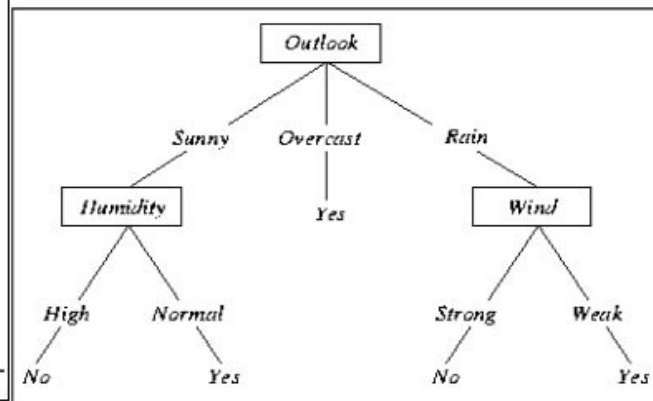 Outlook
Sunny Overcast Rain
Humidity Yes Wind
High Normal Strong Weak
No Yes No Yes